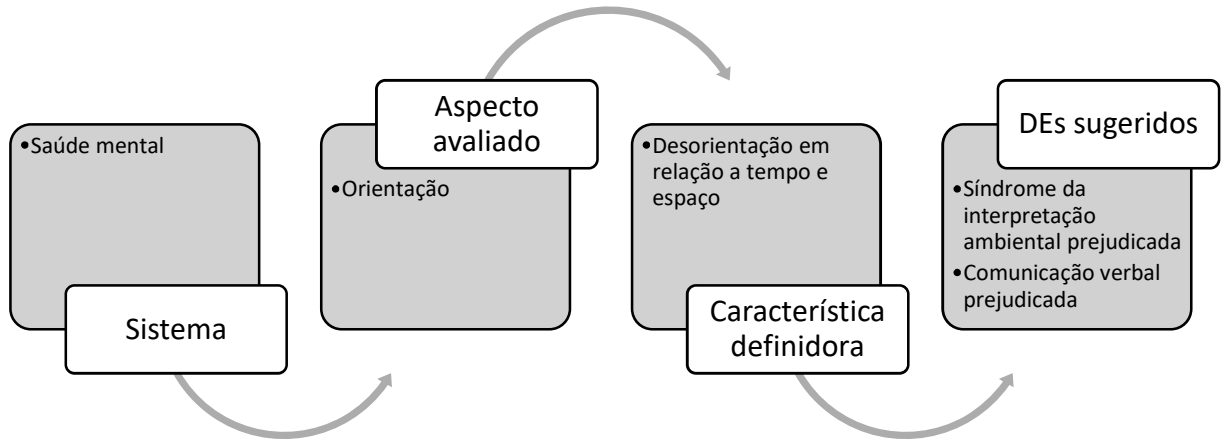 •Saúde mental
Sistema
Aspecto
avaliado
•Orientação
•Desorientação em
relação a tempo e
espaço
Característica
definidora
DEs sugeridos
•Síndrome da
interpretação
ambiental prejudicada
•Comunicação verbal
prejudicada